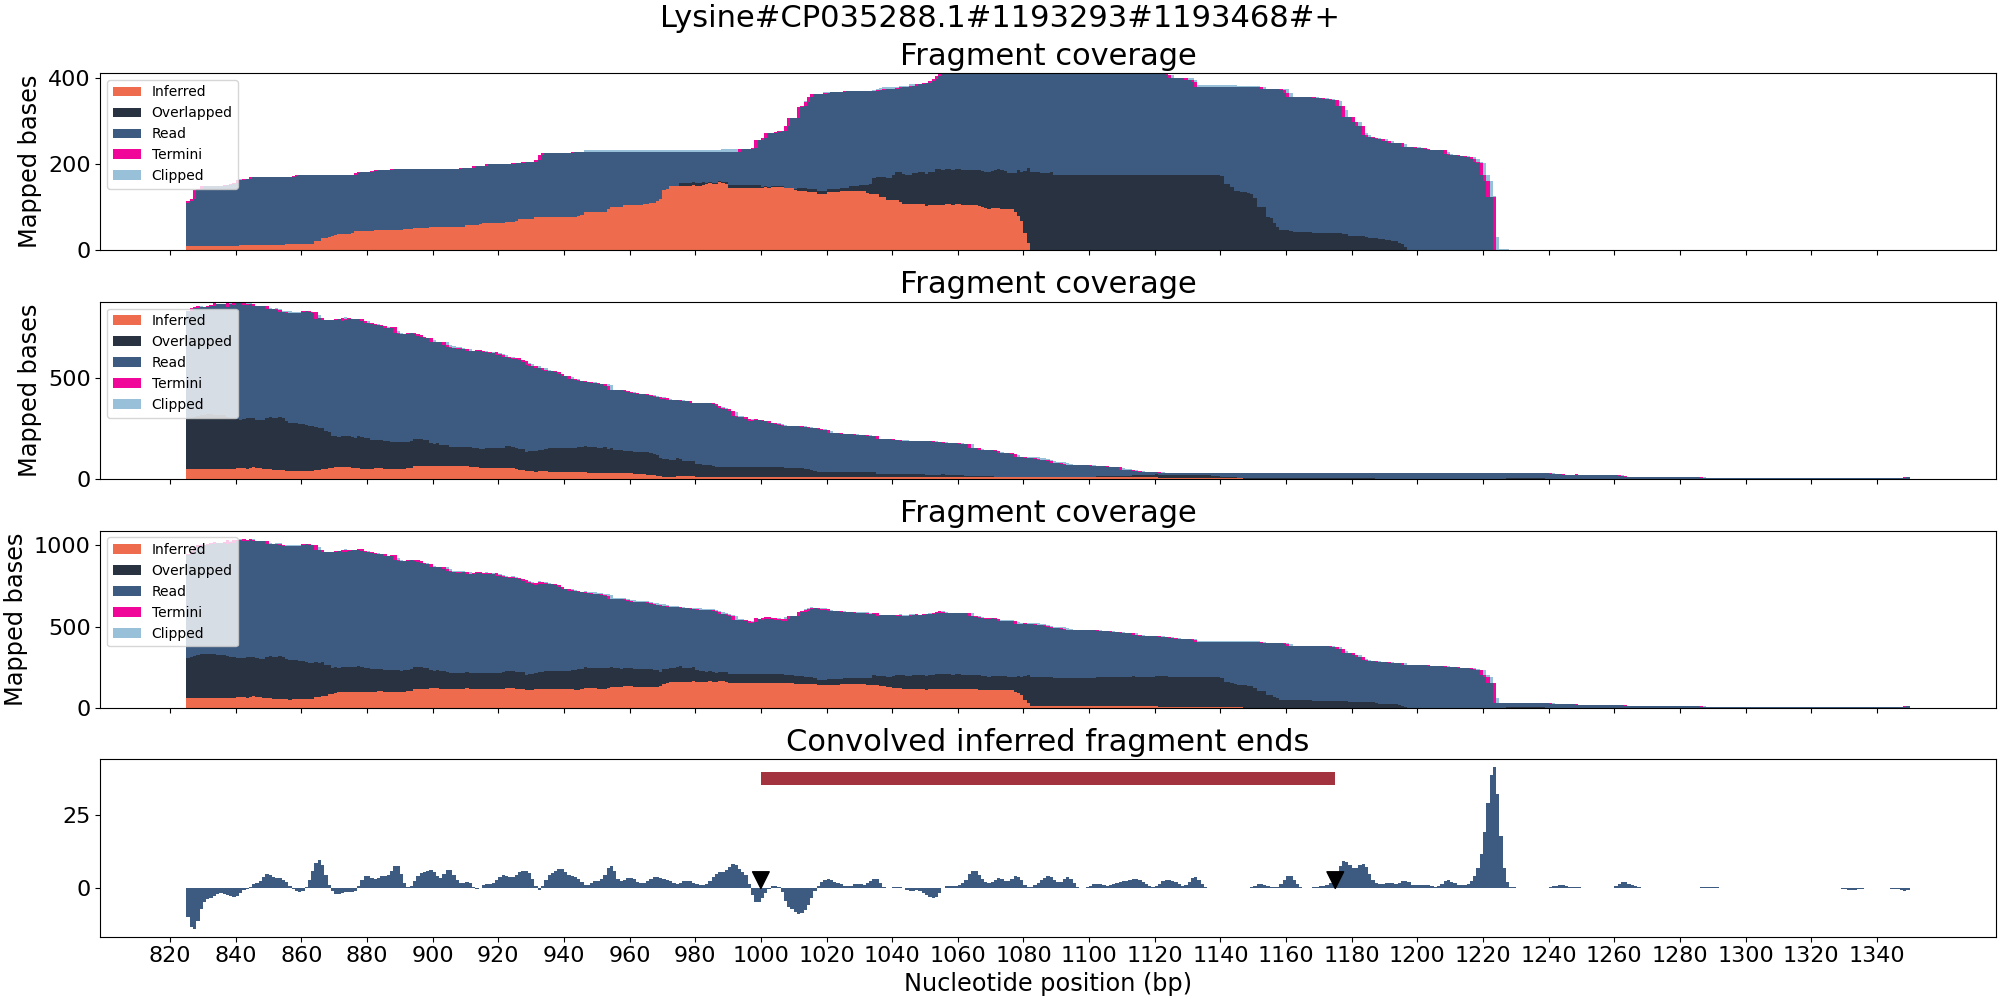 Lysine#CP035288.1#1193293#1193468#+
Fragment coverage
Mapped bases
400
200
0
Inferred
Overlapped
Read
Termini
Clipped
Fragment coverage
Mapped bases
500
0
Inferred
Overlapped
Read
Termini
Clipped
Fragment coverage
Mapped bases
1000
500
0
Inferred
Overlapped
Read
Termini
Clipped
Convolved inferred fragment ends
25
0
820 840 860 880 900 920 940 960 980 1000 1020 1040 1060 1080 1100 1120 1140 1160 1180 1200 1220 1240 1260 1280 1300 1320 1340
Nucleotide position (bp)